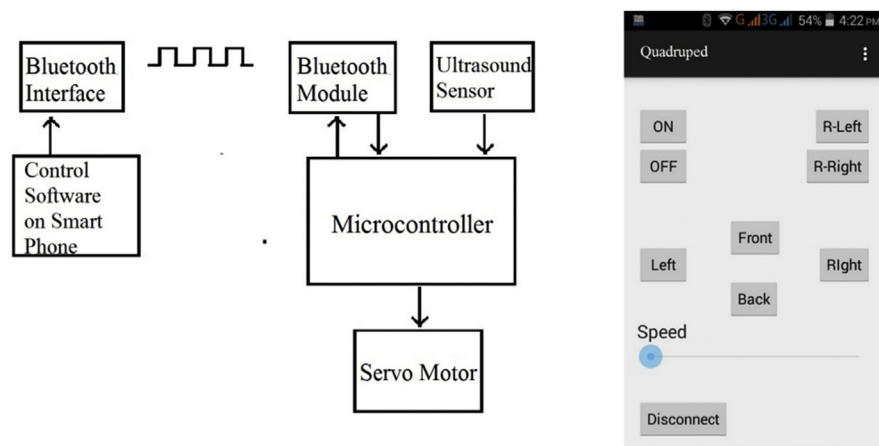 Bluetooth
Interface
Control
Software
on Smart
Phone
Bluetooth
Module
Ultrasound
Sensor
Microcontroller
Servo Motor
G 3G 54% 4:22 PM
Quadruped
ON
R-Left
OFF
R-Right
Front
Left
RIght
Back
Speed
Disconnect